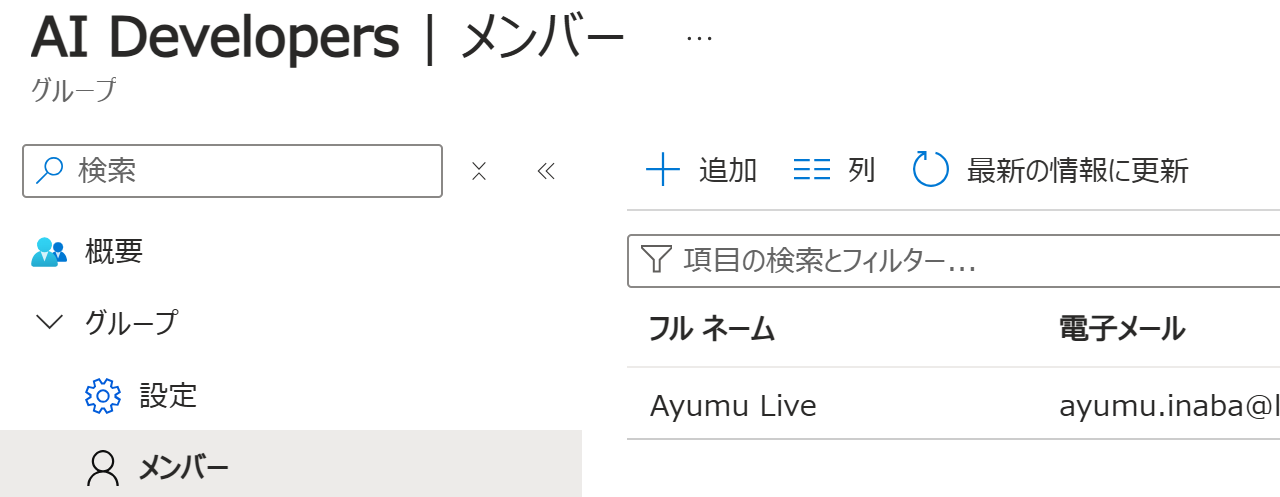 AI Developers | メンバー …
グループ
検索
追加 列 最新の情報に更新
概要
項目の検索とフィルター...
グループ
フル ネーム 電子メール
設定
Ayumu Live ayumu.inaba@l
メンバー